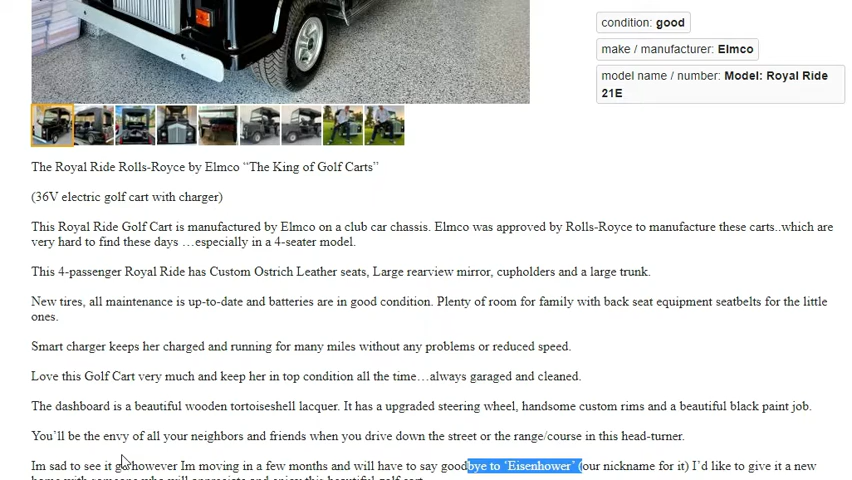 condition: good
make / manufacturer: Elmco
model name / number: Model: Royal Ride
21E
The Royal Ride Rolls-Royce by Elmco “The King of Golf Carts”
(36V electric golf cart with charger)
This Royal Ride Golf Cart is manufactured by Elmco on a club car chassis. Elmco was approved by Rolls-Royce to manufacture these carts..which are
very hard to find these days …especially in a 4-seater model.
This 4-passenger Royal Ride has Custom Ostrich Leather seats, Large rearview mirror, cupholders and a large trunk.
New tires, all maintenance is up-to-date and batteries are in good condition. Plenty of room for family with back seat equipment seatbelts for the little
ones.
Smart charger keeps her charged and running for many miles without any problems or reduced speed.
Love this Golf Cart very much and keep her in top condition all the time…always garaged and cleaned.
The dashboard is a beautiful wooden tortoiseshell lacquer. It has a upgraded steering wheel, handsome custom rims and a beautiful black paint job.
You’ll be the envy of all your neighbors and friends when you drive down the street or the range/course in this head-turner.
Im sad to see it go however Im moving in a few months and will have to say goodbye to ‘Eisenhower’ (our nickname for it) I’d like to give it a new
home with someone who will appreciate and enjoy this beautiful golf cart.